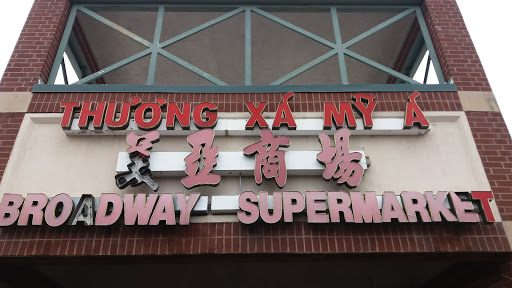 THƯƠNG XÁ MỸ Á
美亞商場
BROADWAY SUPERMARKET